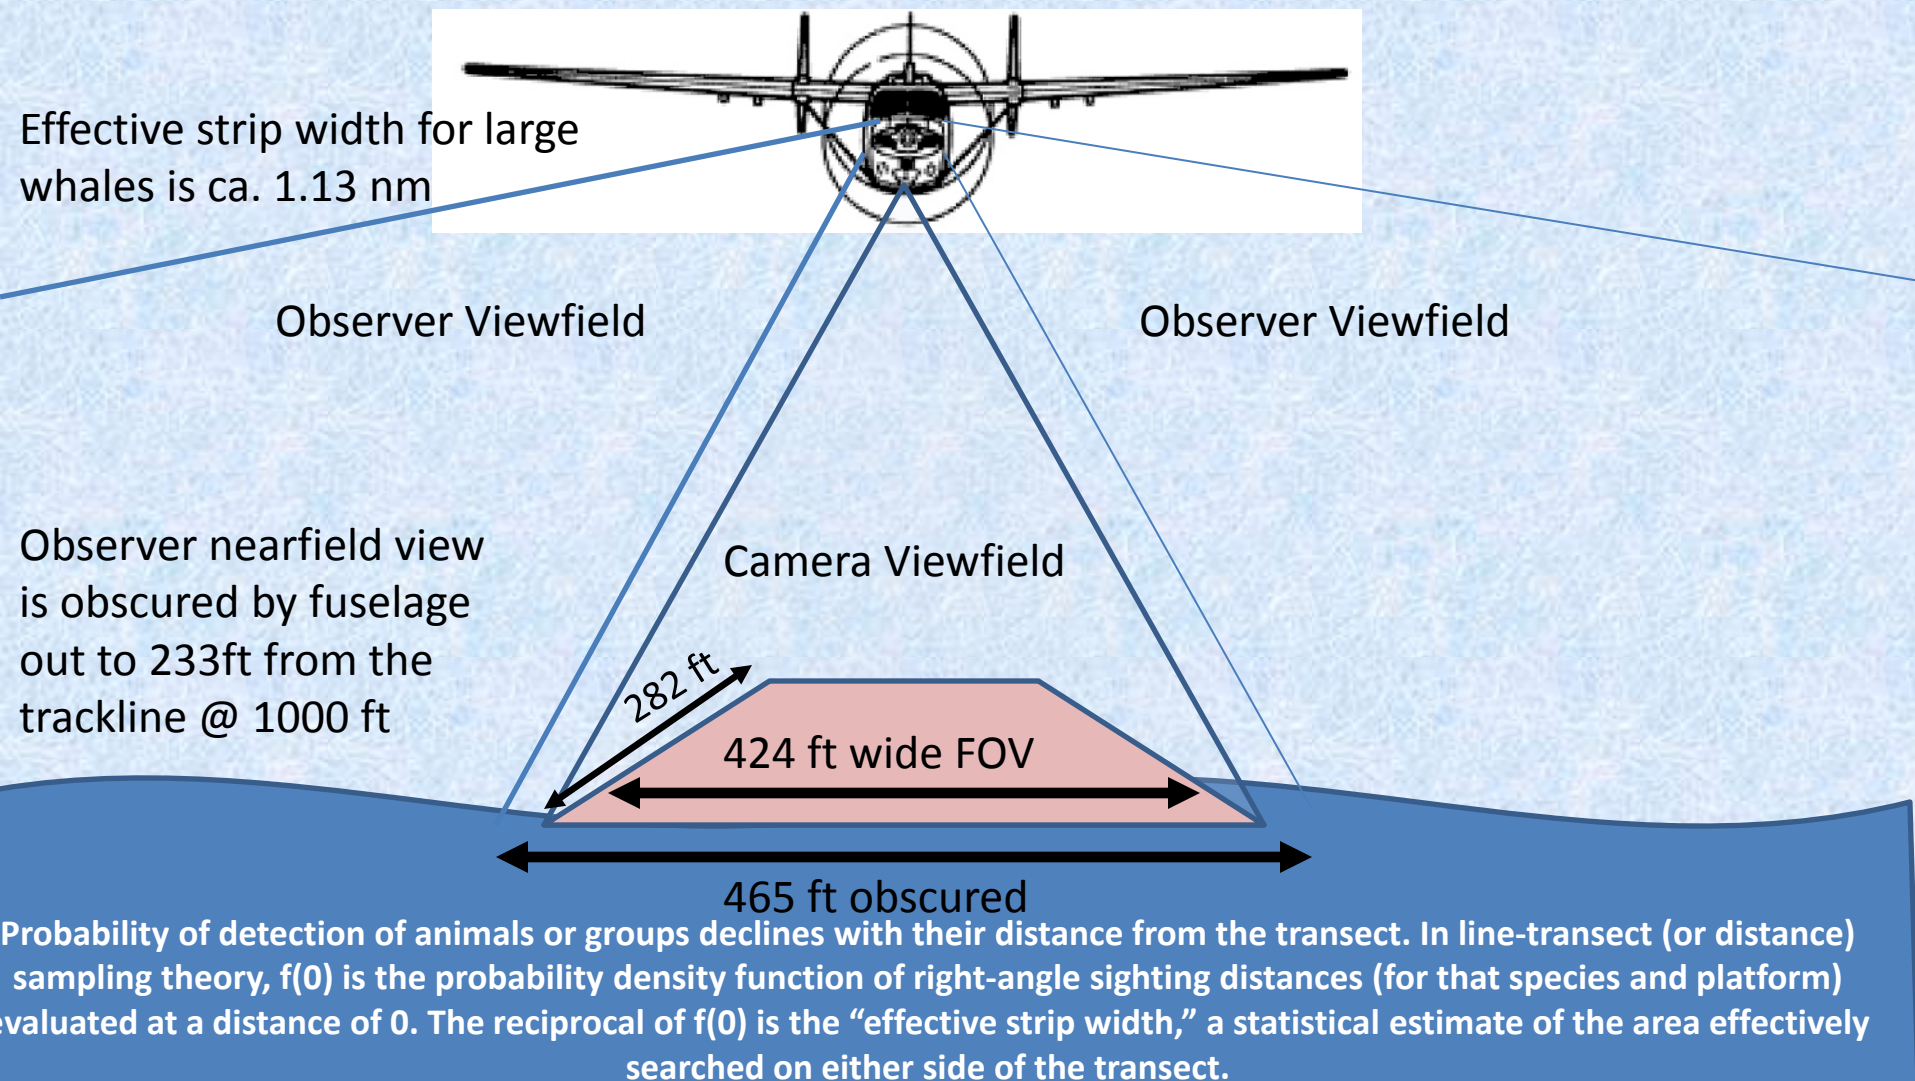 Effective strip width for large
whales is ca. 1.13 nm
Observer Viewfield
Observer Viewfield
Observer nearfield view
is obscured by fuselage
out to 233ft from the
trackline @ 1000 ft
Camera Viewfield
282 ft
424 ft wide FOV
465 ft obscured
Probability of detection of animals or groups declines with their distance from the transect. In line-transect (or distance)
sampling theory, f(0) is the probability density function of right-angle sighting distances (for that species and platform)
evaluated at a distance of 0. The reciprocal of f(0) is the “effective strip width,” a statistical estimate of the area effectively
searched on either side of the transect.